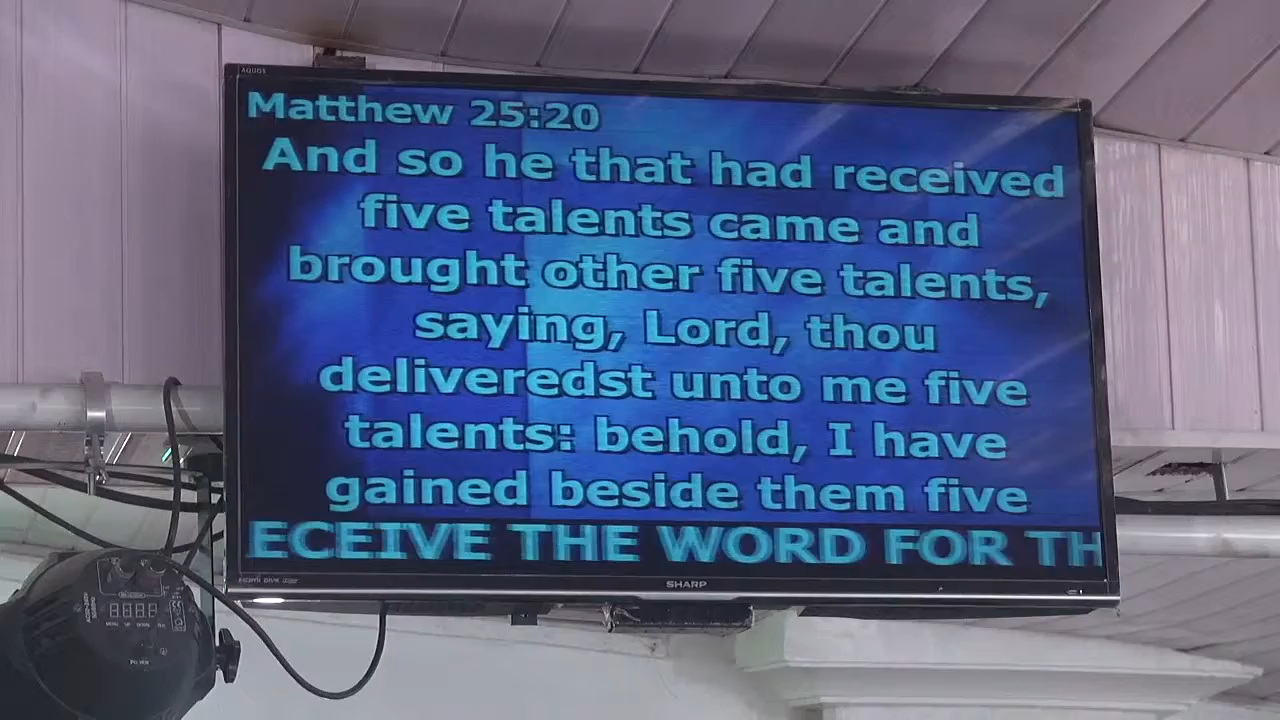 AQUOS
Matthew 25:20
And so he that had received
five talents came and
brought other five talents,
saying, Lord, thou
deliveredst unto me five
talents: behold, I have
gained beside them five
ECEIVE THE WORD FOR TH
SHARP